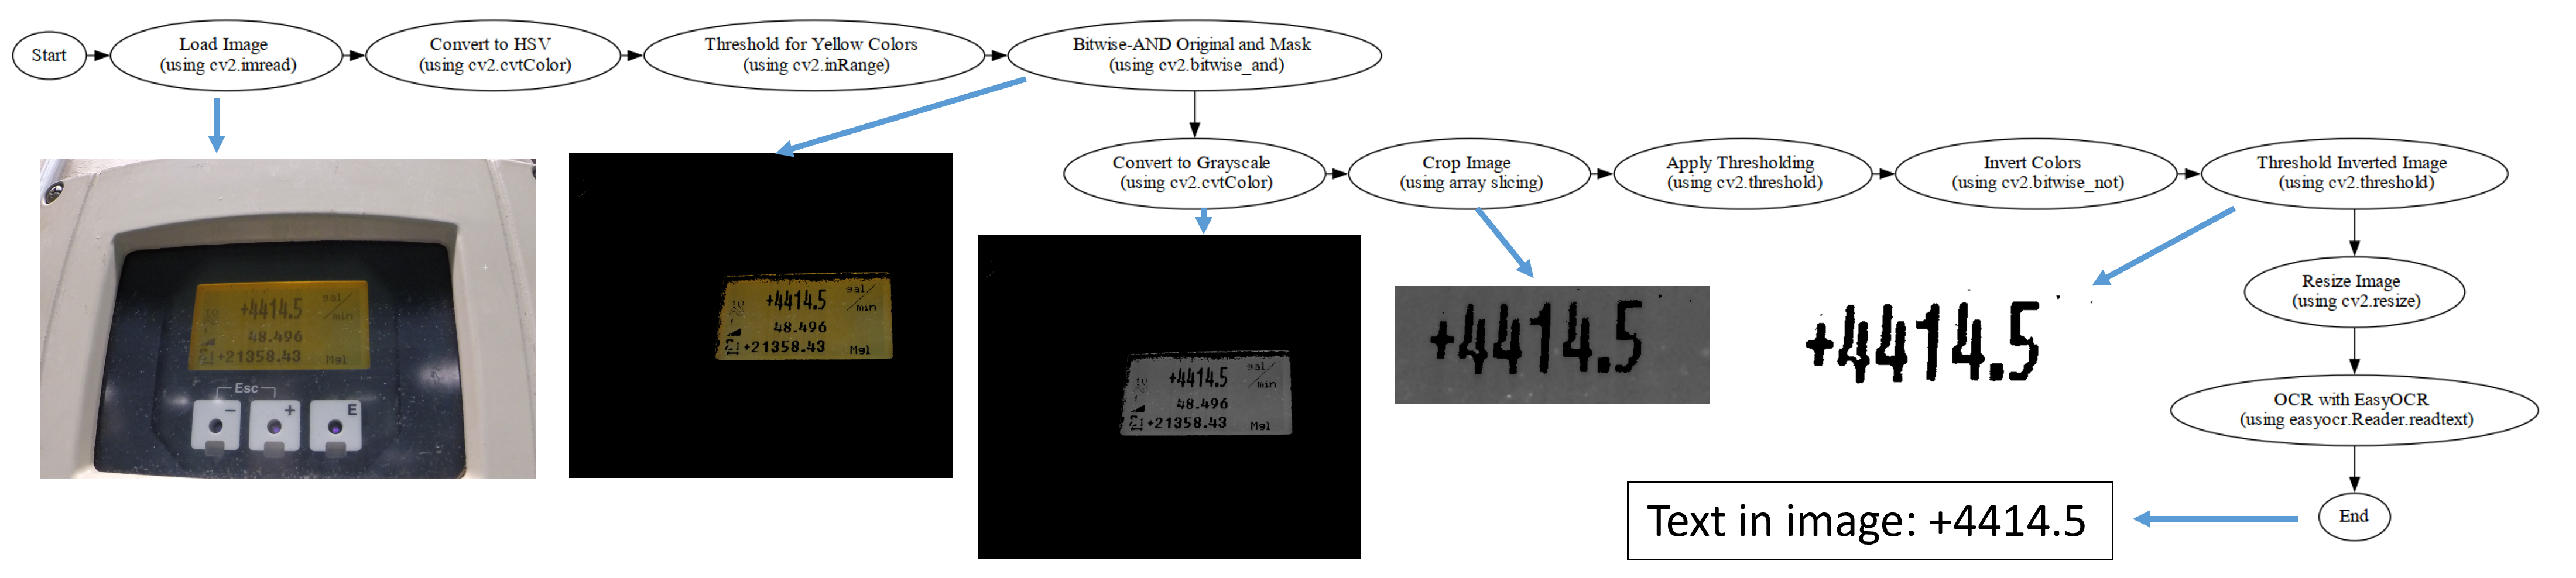 Start
Load Image
(using cv2.imread)
Convert to HSV
(using cv2.cvtColor)
Threshold for Yellow Colors
(using cv2.inRange)
Bitwise-AND Original and Mask
(using cv2.bitwise_and)
Convert to Grayscale
(using cv2.cvtColor)
Crop Image
(using array slicing)
Apply Thresholding
(using cv2.threshold)
Invert Colors
(using cv2.bitwise_not)
Threshold Inverted Image
(using cv2.threshold)
Resize Image
(using cv2.resize)
OCR with EasyOCR
(using easyocr.Reader.readtext)
End
+4414.5 gal/min
48.496
+21358.43 Mgl
Esc
- + E
+4414.5 gal/min
48.496
+21358.43 Mgl
+4414.5 gal/min
48.496
+21358.43 Mgl
+4414.5
+4414.5
Text in image: +4414.5